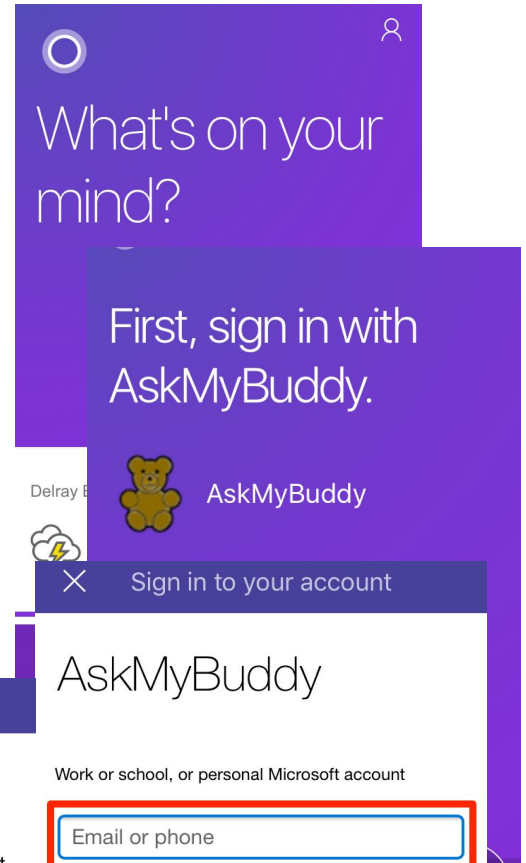 What's on your
mind?
First, sign in with
AskMyBuddy.
Delray
AskMyBuddy
Sign in to your account
AskMyBuddy
Work or school, or personal Microsoft account
Email or phone